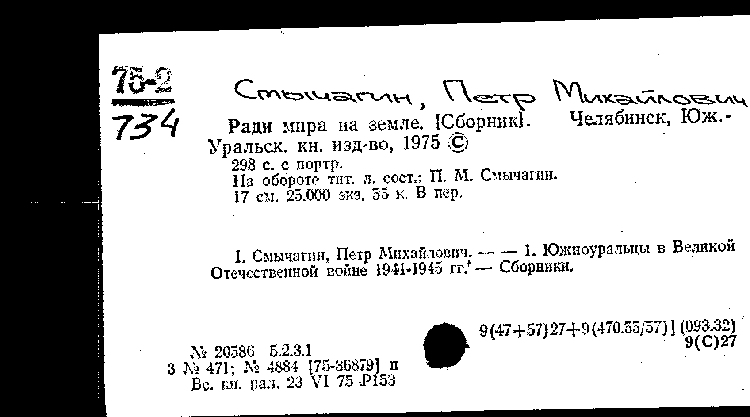 75-2
734
Смычагин, Петр Михайлович
Ради мира на земле. [Сборник]. Челябинск, Юж.-
Уральск. кн. изд-во, 1975 ©
298 с. с портр.
На обороте тит. л. сост.: П. М. Смычагин.
17 см. 25.000 экз. 55 к. В пер.
I. Смычагин, Петр Михайлович. — — 1. Южноуральцы в Великой
Отечественной войне 1941-1945 гг. — Сборники.
9(47+57)27+9(470.55/57)] (093.32)
9(С)27
№ 20586 5.2.3.1
3 № 471; № 4884 [75-36879] п
Вс. кн. пал. 23 VI 75 Р153